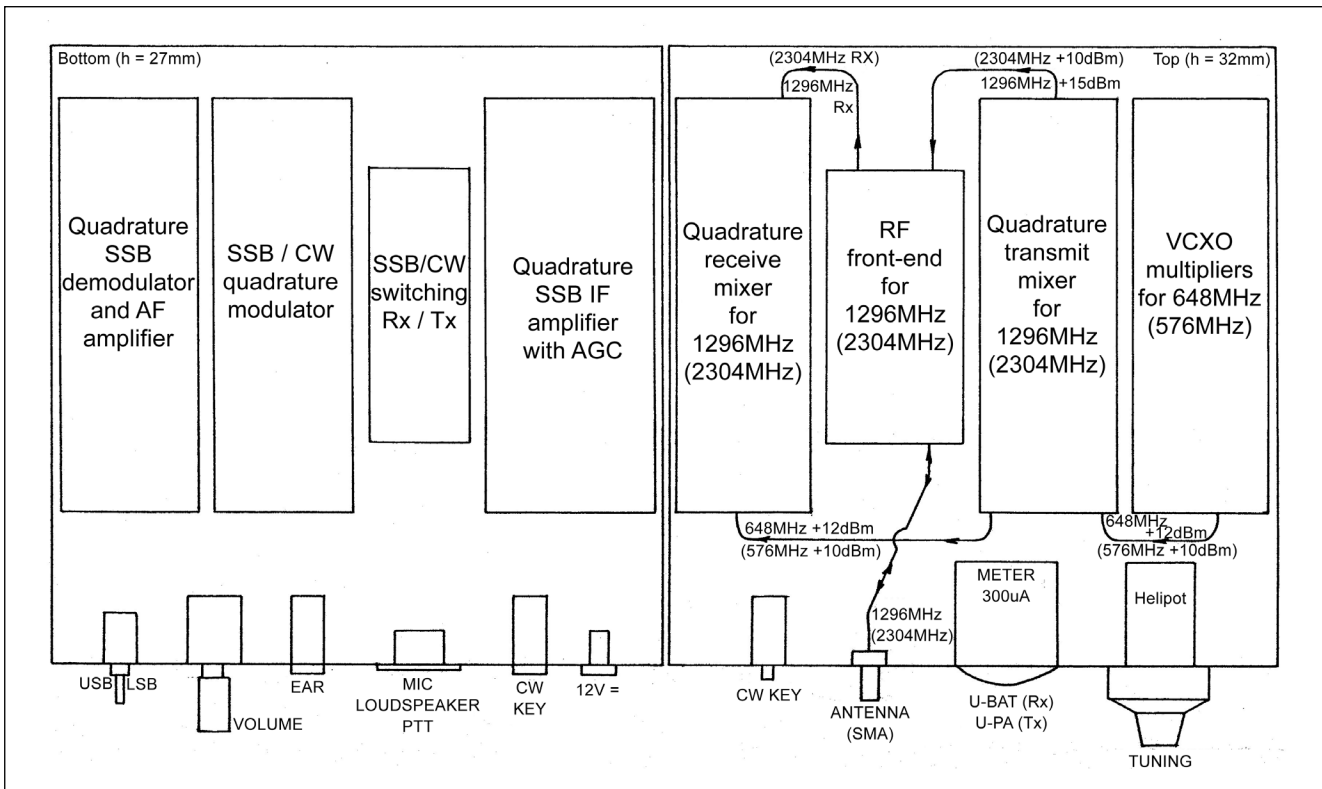 Bottom (h = 27mm)
Quadrature
SSB
demodulator
and AF
amplifier
SSB / CW
quadrature
modulator
SSB/CW
switching
Rx / Tx
Quadrature
SSB IF
amplifier
with AGC
USB LSB
VOLUME
EAR
MIC
LOUDSPEAKER
PTT
CW
KEY
12V =
(2304MHz RX)
1296MHz
Rx
(2304MHz +10dBm)
1296MHz +15dBm
Top (h = 32mm)
Quadrature
receive
mixer
for
1296MHz
(2304MHz)
RF
front-end
for
1296MHz
(2304MHz)
Quadrature
transmit
mixer
for
1296MHz
(2304MHz)
VCXO
multipliers
for 648MHz
(576MHz)
648MHz +12dBm
(576MHz +10dBm)
648MHz
+12dBm
(576MHz +10dBm)
METER
300uA
Helipot
1296MHz
(2304MHz)
CW KEY
ANTENNA
(SMA)
U-BAT (Rx)
U-PA (Tx)
TUNING